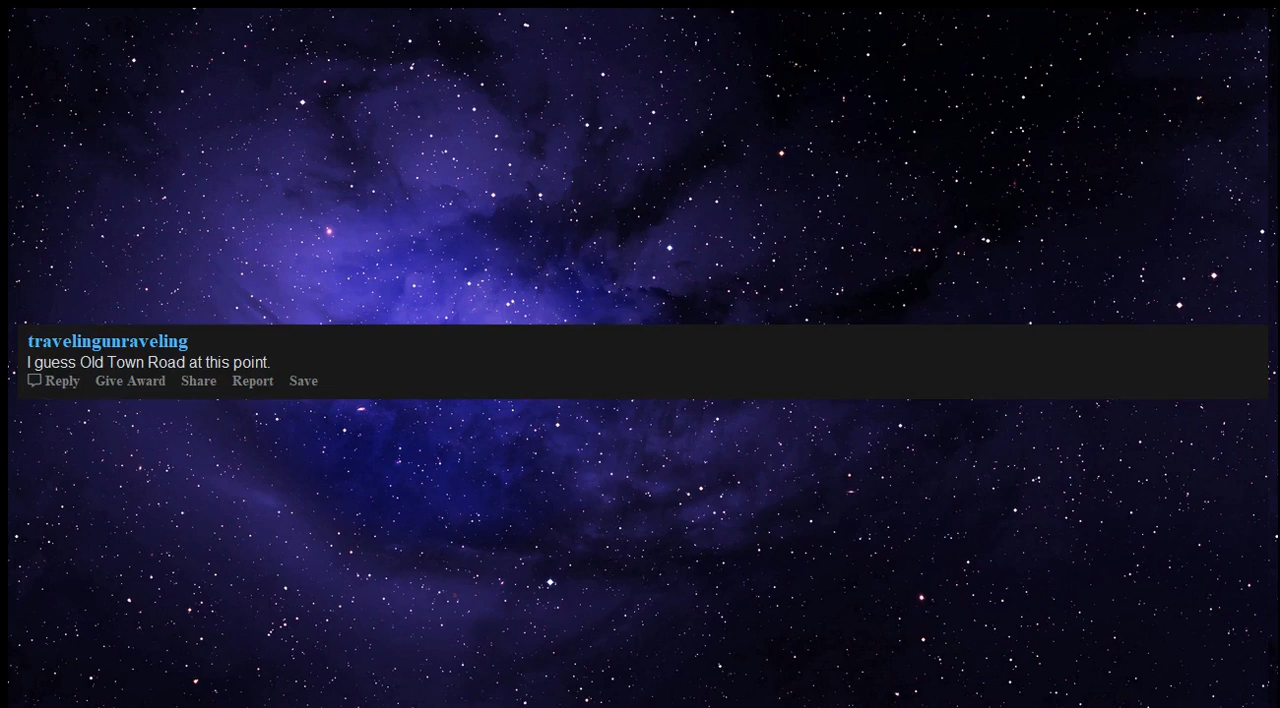 travelingunraveling
I guess Old Town Road at this point.
Reply Give Award Share Report Save